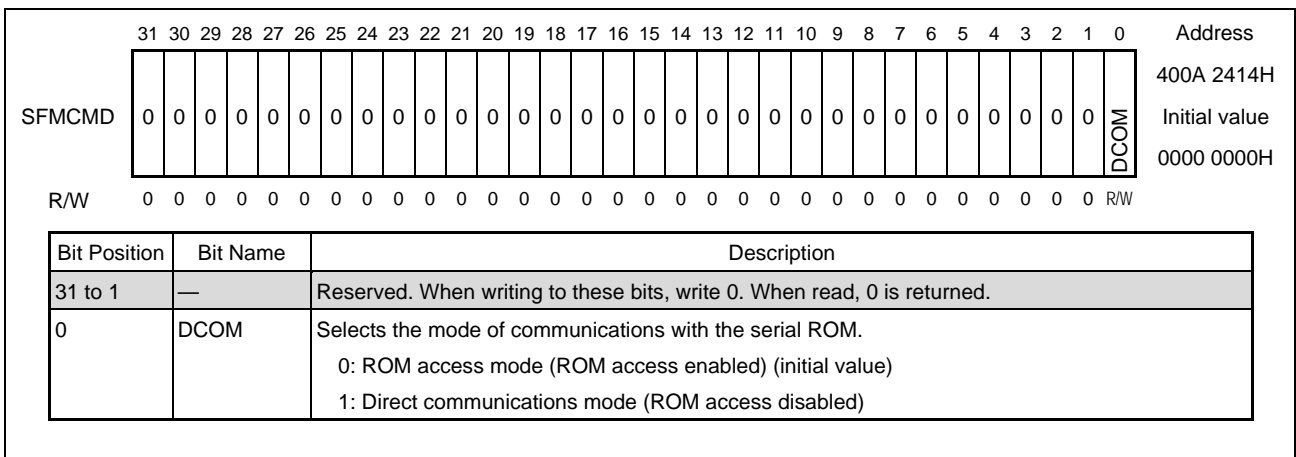 31 30 29 28 27 26 25 24 23 22 21 20 19 18 17 16 15 14 13 12 11 10 9 8 7 6 5 4 3 2 1 0 Address
400A 2414H
SFMCMD 0 0 0 0 0 0 0 0 0 0 0 0 0 0 0 0 0 0 0 0 0 0 0 0 0 0 0 0 0 0 0 DCOM Initial value
0000 0000H
R/W 0 0 0 0 0 0 0 0 0 0 0 0 0 0 0 0 0 0 0 0 0 0 0 0 0 0 0 0 0 0 0 R/W
Bit Position Bit Name Description
31 to 1 — Reserved. When writing to these bits, write 0. When read, 0 is returned.
0 DCOM Selects the mode of communications with the serial ROM.
0: ROM access mode (ROM access enabled) (initial value)
1: Direct communications mode (ROM access disabled)